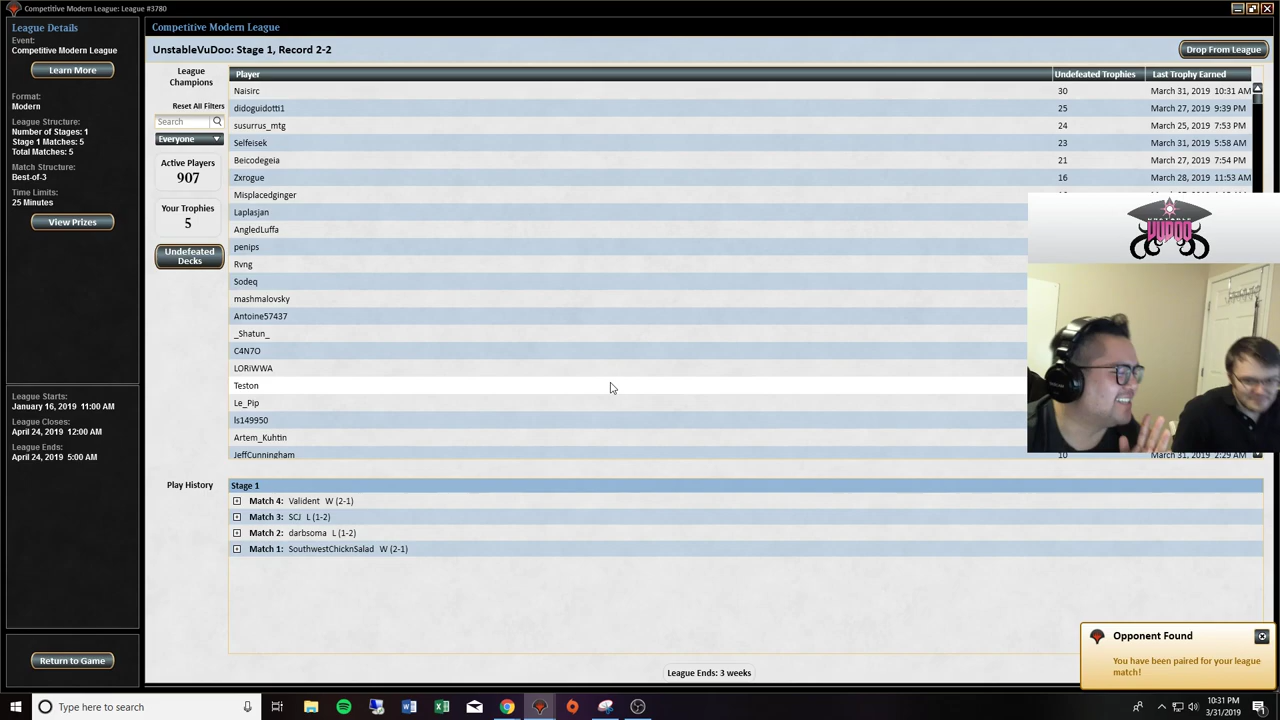 Competitive Modern League: League #3780
League Details
Event:
Competitive Modern League
Learn More
Format:
Modern
League Structure:
Number of Stages: 1
Stage 1 Matches: 5
Total Matches: 5
Match Structure:
Best-of-3
Time Limits:
25 Minutes
View Prizes
League Starts:
January 16, 2019 11:00 AM
League Closes:
April 24, 2019 12:00 AM
League Ends:
April 24, 2019 5:00 AM
Return to Game
Competitive Modern League
UnstableVuDoo: Stage 1, Record 2-2
Drop From League
League
Champions
Reset All Filters
Search
Everyone
Active Players
907
Your Trophies
5
Undefeated
Decks
Player Undefeated Trophies Last Trophy Earned
Naisirc 30 March 31, 2019 10:31 AM
didoguidotti1 25 March 27, 2019 9:39 PM
susurrus_mtg 24 March 25, 2019 7:53 PM
Selfeisek 23 March 31, 2019 5:58 AM
Beicodegeia 21 March 27, 2019 7:54 PM
Zxrogue 16 March 28, 2019 11:53 AM
Misplacedginger
Laplasjan
AngledLuffa
penips
Rvng
Sodeq
mashmalovsky
Antoine57437
_Shatun_
C4N7O
LORiWWA
Teston
Le_Pip
ls149950
Artem_Kuhtin
JeffCunningham 10 March 31, 2019 2:29 AM
UNSTABLE
VUDOO
Play History
Stage 1
Match 4: Valident W (2-1)
Match 3: SCJ L (1-2)
Match 2: darbsoma L (1-2)
Match 1: SouthwestChicknSalad W (2-1)
League Ends: 3 weeks
Opponent Found
You have been paired for your league
match!
Type here to search
10:31 PM
3/31/2019